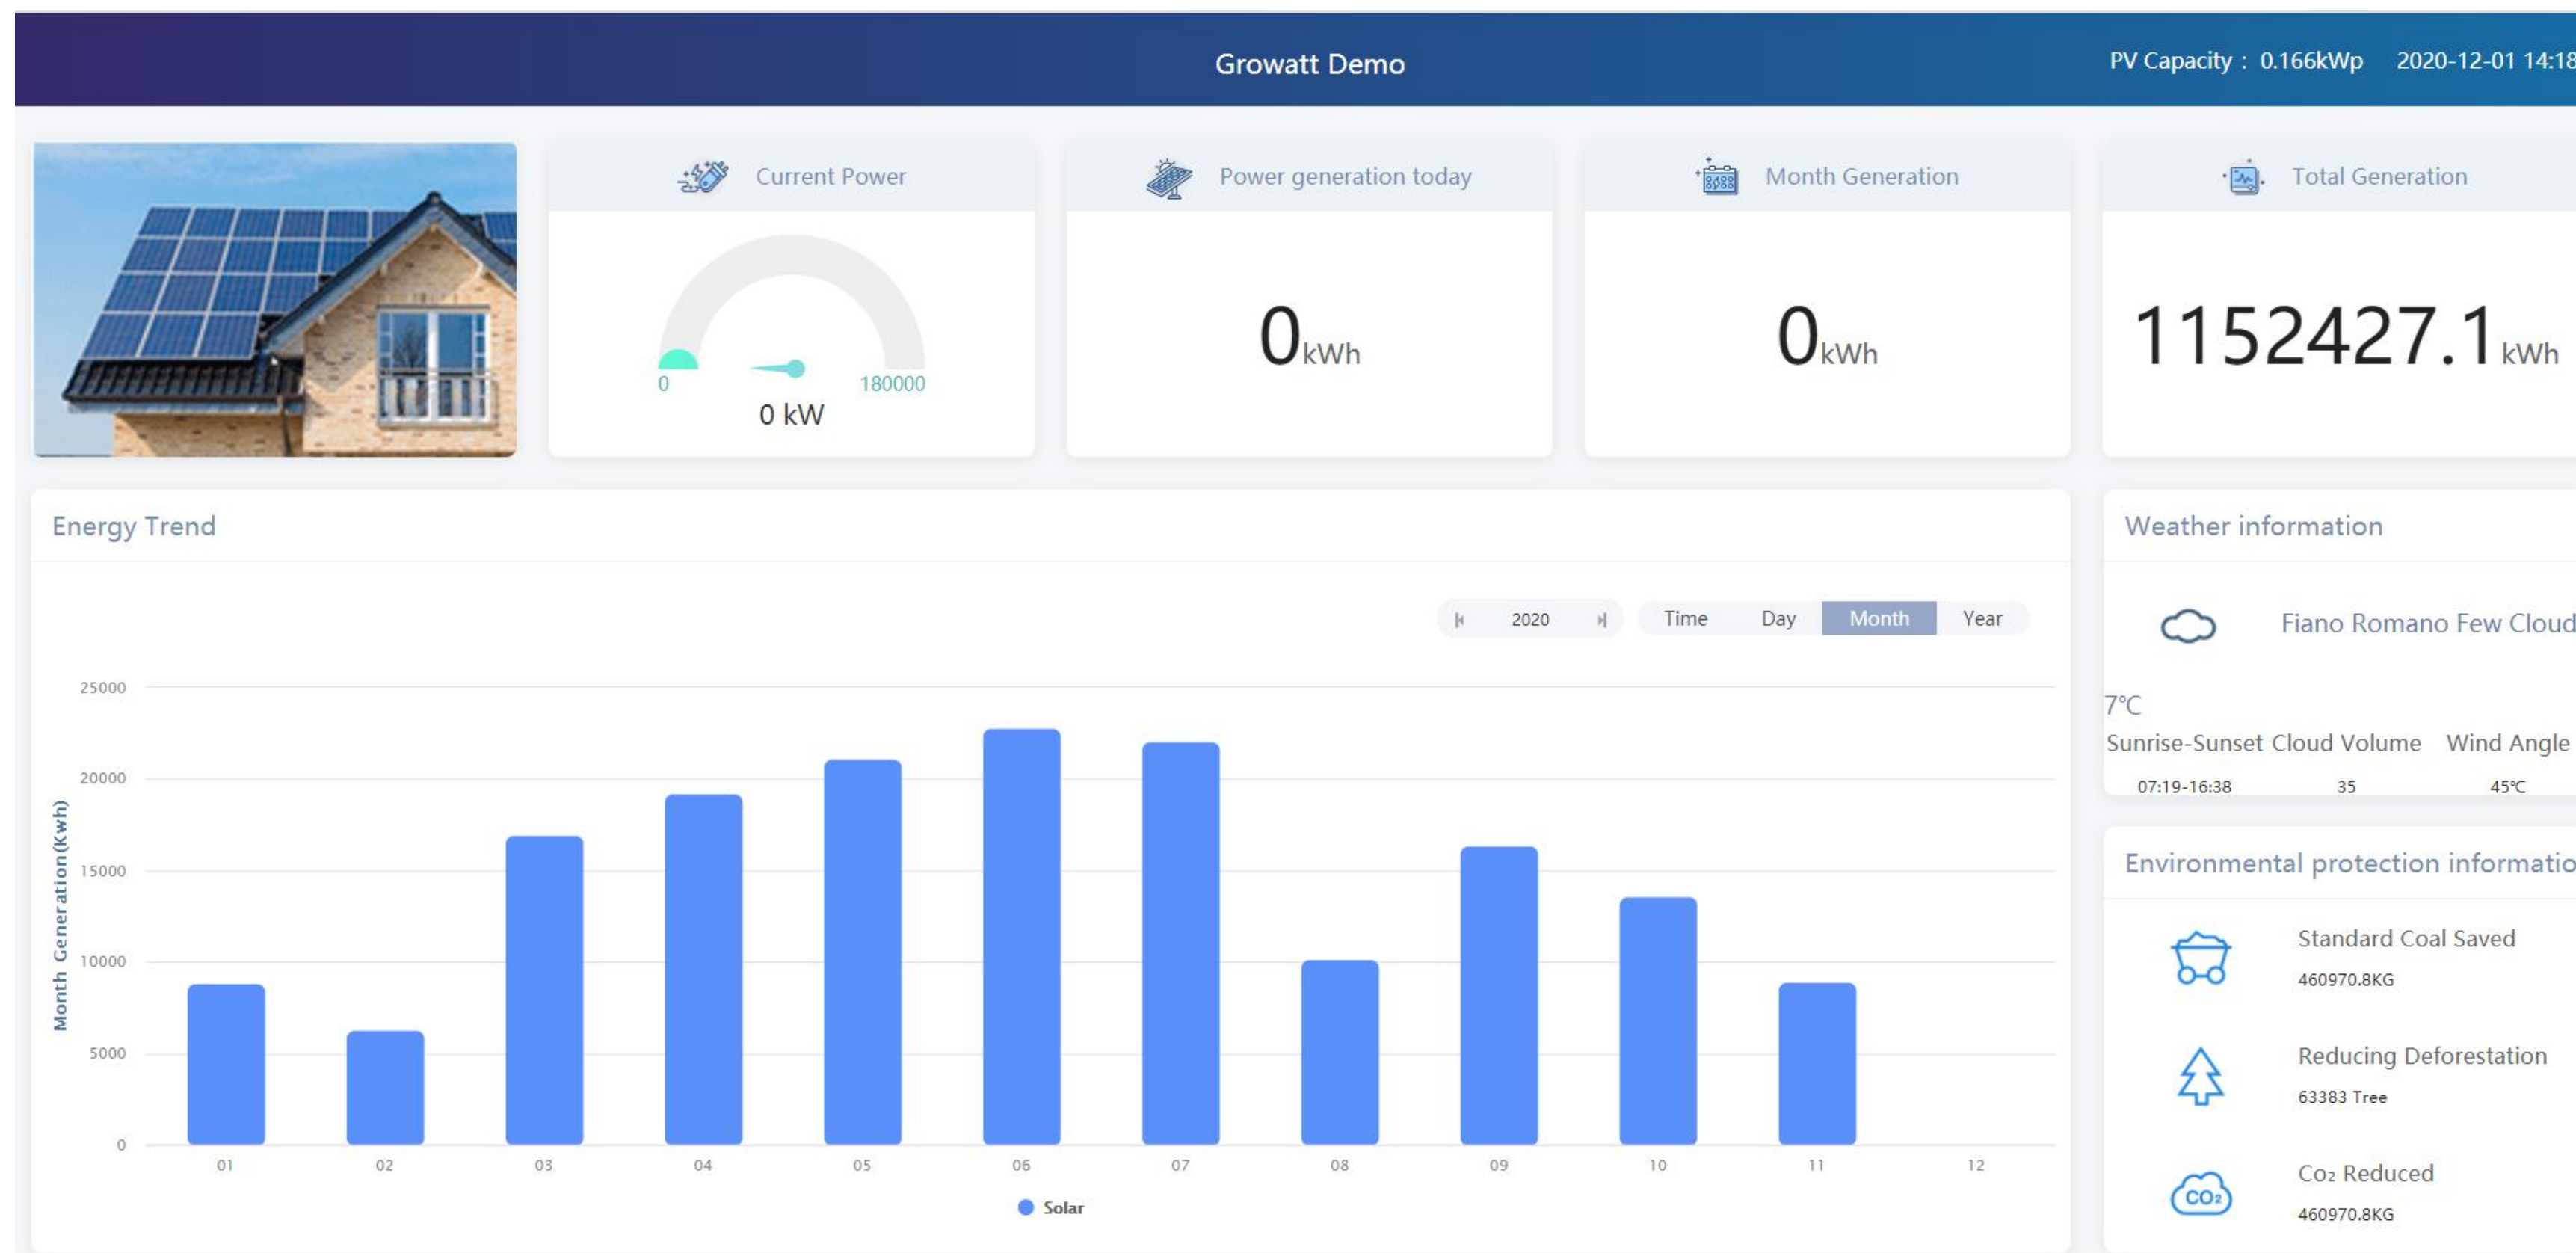 Growatt Demo
PV Capacity : 0.166kWp 2020-12-01 14:18
Current Power
0
180000
0 kW
Power generation today
0kWh
Month Generation
0kWh
Total Generation
1152427.1kWh
Energy Trend
2020
Time Day Month Year
Month Generation(Kwh)
25000
20000
15000
10000
5000
0
01 02 03 04 05 06 07 08 09 10 11 12
Solar
Weather information
Fiano Romano Few Cloud
7℃
Sunrise-Sunset Cloud Volume Wind Angle
07:19-16:38 35 45℃
Environmental protection informatio
Standard Coal Saved
460970.8KG
Reducing Deforestation
63383 Tree
CO2
Co₂ Reduced
460970.8KG